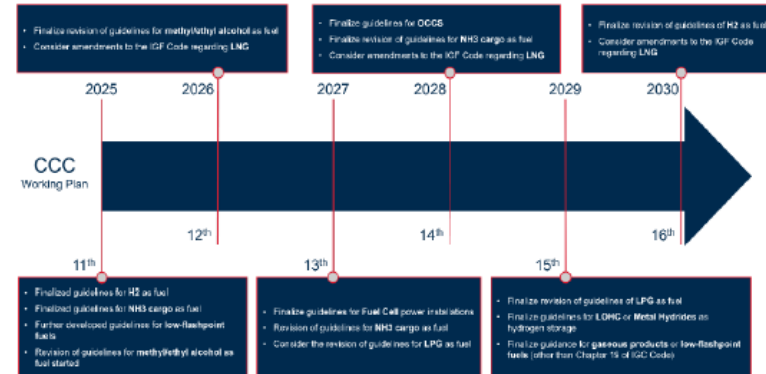 • Finalize revision of guidelines for methyl/ethyl alcohol as fuel
• Consider amendments to the IGF Code regarding LNG
• Finalize guidelines for OCCS
• Finalize revision of guidelines for NH3 cargo as fuel
• Consider amendments to the IGF Code regarding LNG
• Finalize revision of guidelines of H2 as fuel
• Consider amendments to the IGF Code
regarding LNG
2025
2026
2027
2028
2029
2030
CCC
Working Plan
11th
12th
13th
14th
15th
16th
• Finalized guidelines for H2 as fuel
• Finalized guidelines for NH3 cargo as fuel
• Further developed guidelines for low-flashpoint
fuels
• Revision of guidelines for methyl/ethyl alcohol as
fuel started
• Finalize guidelines for Fuel Cell power installations
• Revision of guidelines for NH3 cargo as fuel
• Consider the revision of guidelines for LPG as fuel
• Finalize revision of guidelines of LPG as fuel
• Finalize guidelines for LOHC or Metal Hydrides as
hydrogen storage
• Finalize guidance for gaseous products or low-flashpoint
fuels (other than Chapter 16 of IGC Code)